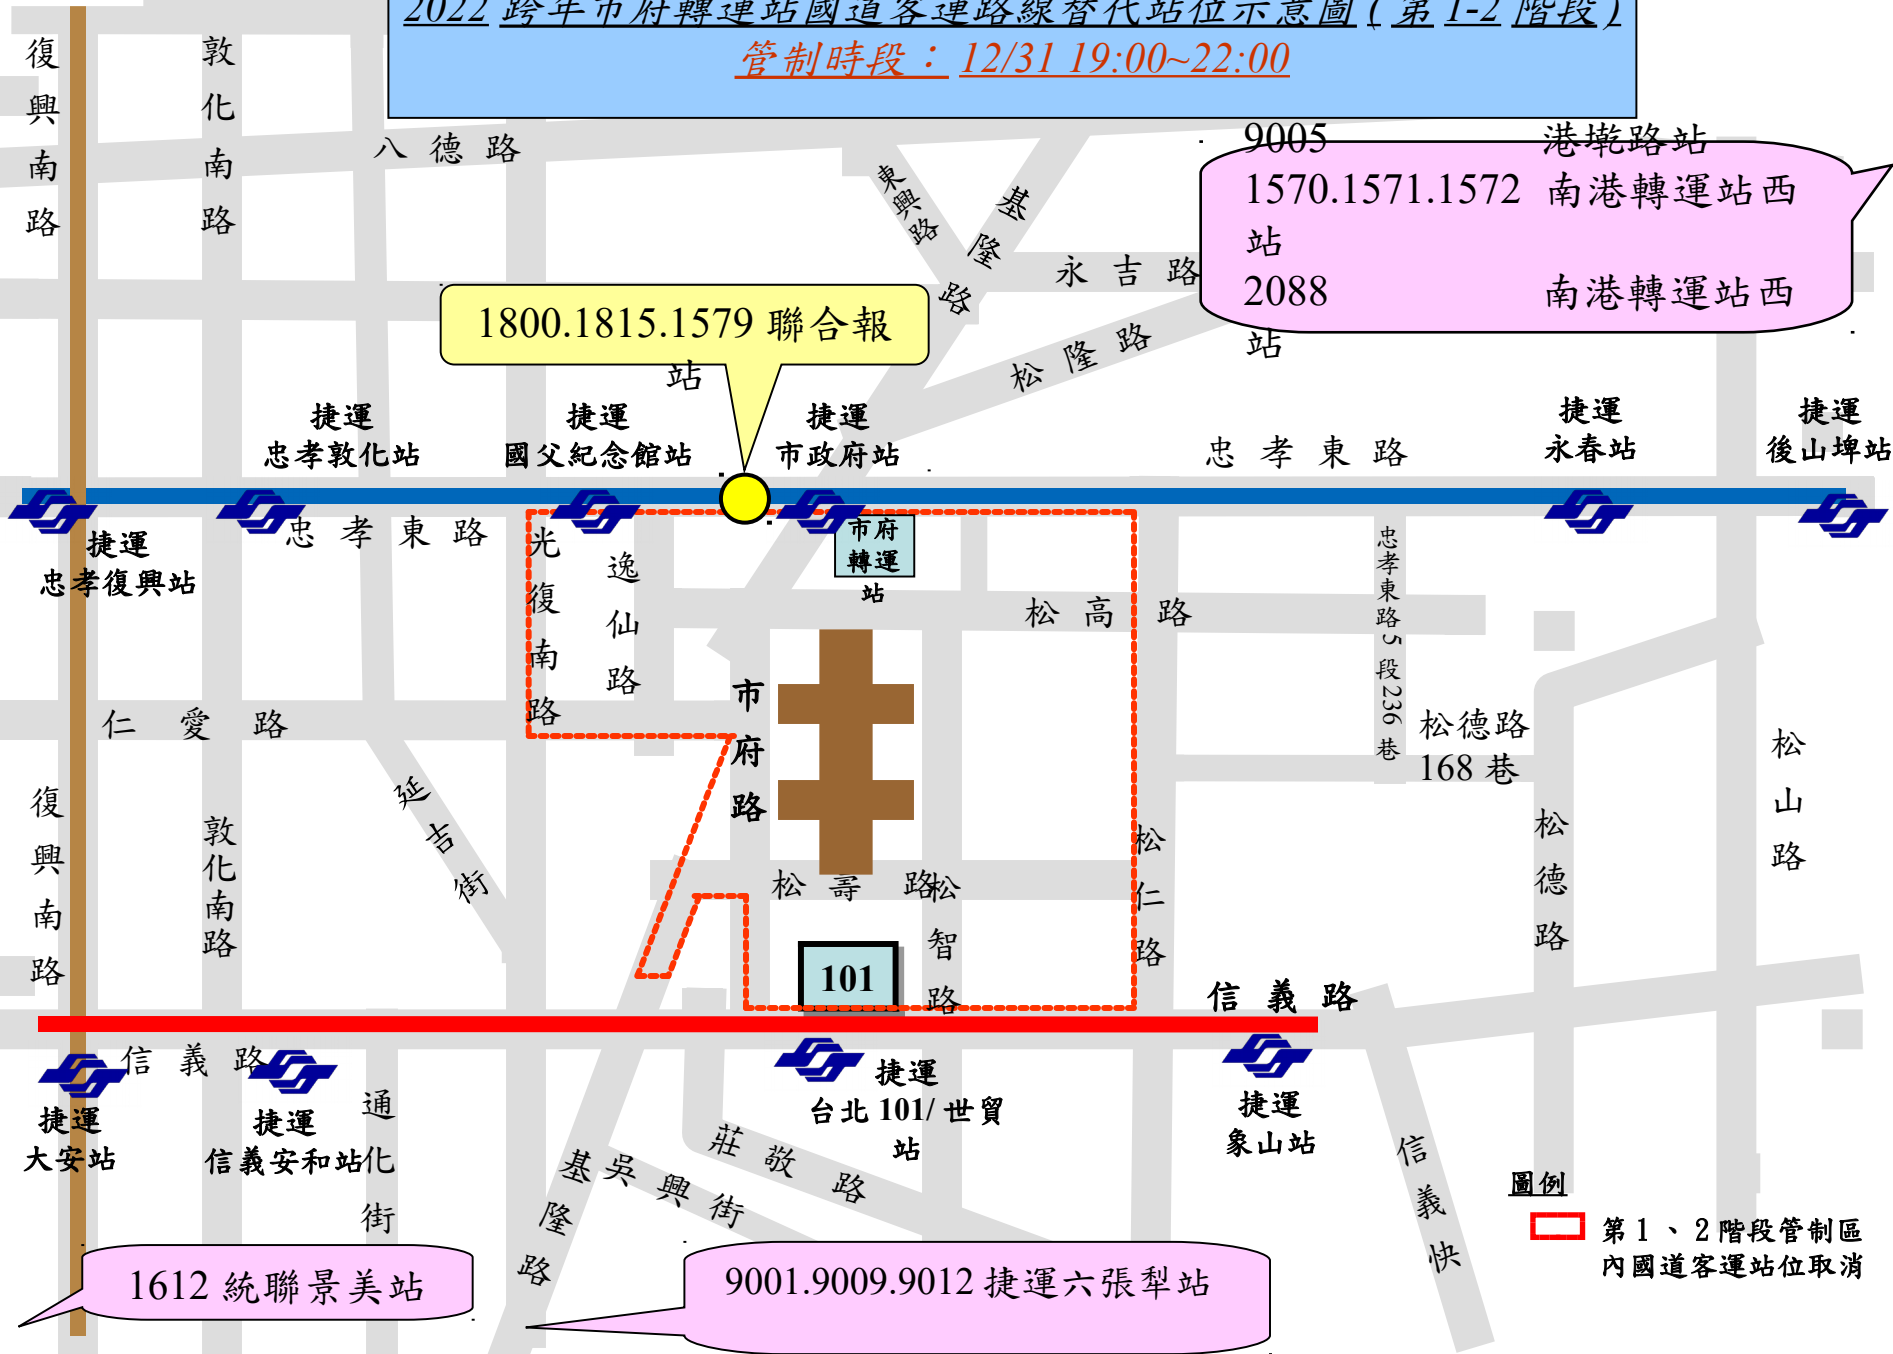 2022 跨年市府轉運站國道客運路線替代站位示意圖 ( 第 1-2 階段 )
管制時段： 12/31 19:00~22:00
復興南路
敦化南路
八德路
東興路
基隆路
永吉路
松隆路
9005 港墘路站
1570.1571.1572 南港轉運站西
站
2088 南港轉運站西
站
1800.1815.1579 聯合報
站
捷運
忠孝敦化站
捷運
國父紀念館站
捷運
市政府站
忠孝東路
捷運
永春站
捷運
後山埤站
捷運
忠孝復興站
忠孝東路
光復南路
逸仙路
市府
轉運
站
松高路
忠孝東路5段236巷
仁愛路
市府路
松德路
168 巷
松山路
復興南路
敦化南路
延吉街
松壽路
松智路
松仁路
松德路
101
信義路
信義路
捷運
大安站
捷運
信義安和站
通化街
捷運
台北 101/ 世貿
站
捷運
象山站
基隆路
吳興街
莊敬路
信義快
圖例
第 1 、 2 階段管制區
內國道客運站位取消
1612 統聯景美站
9001.9009.9012 捷運六張犁站